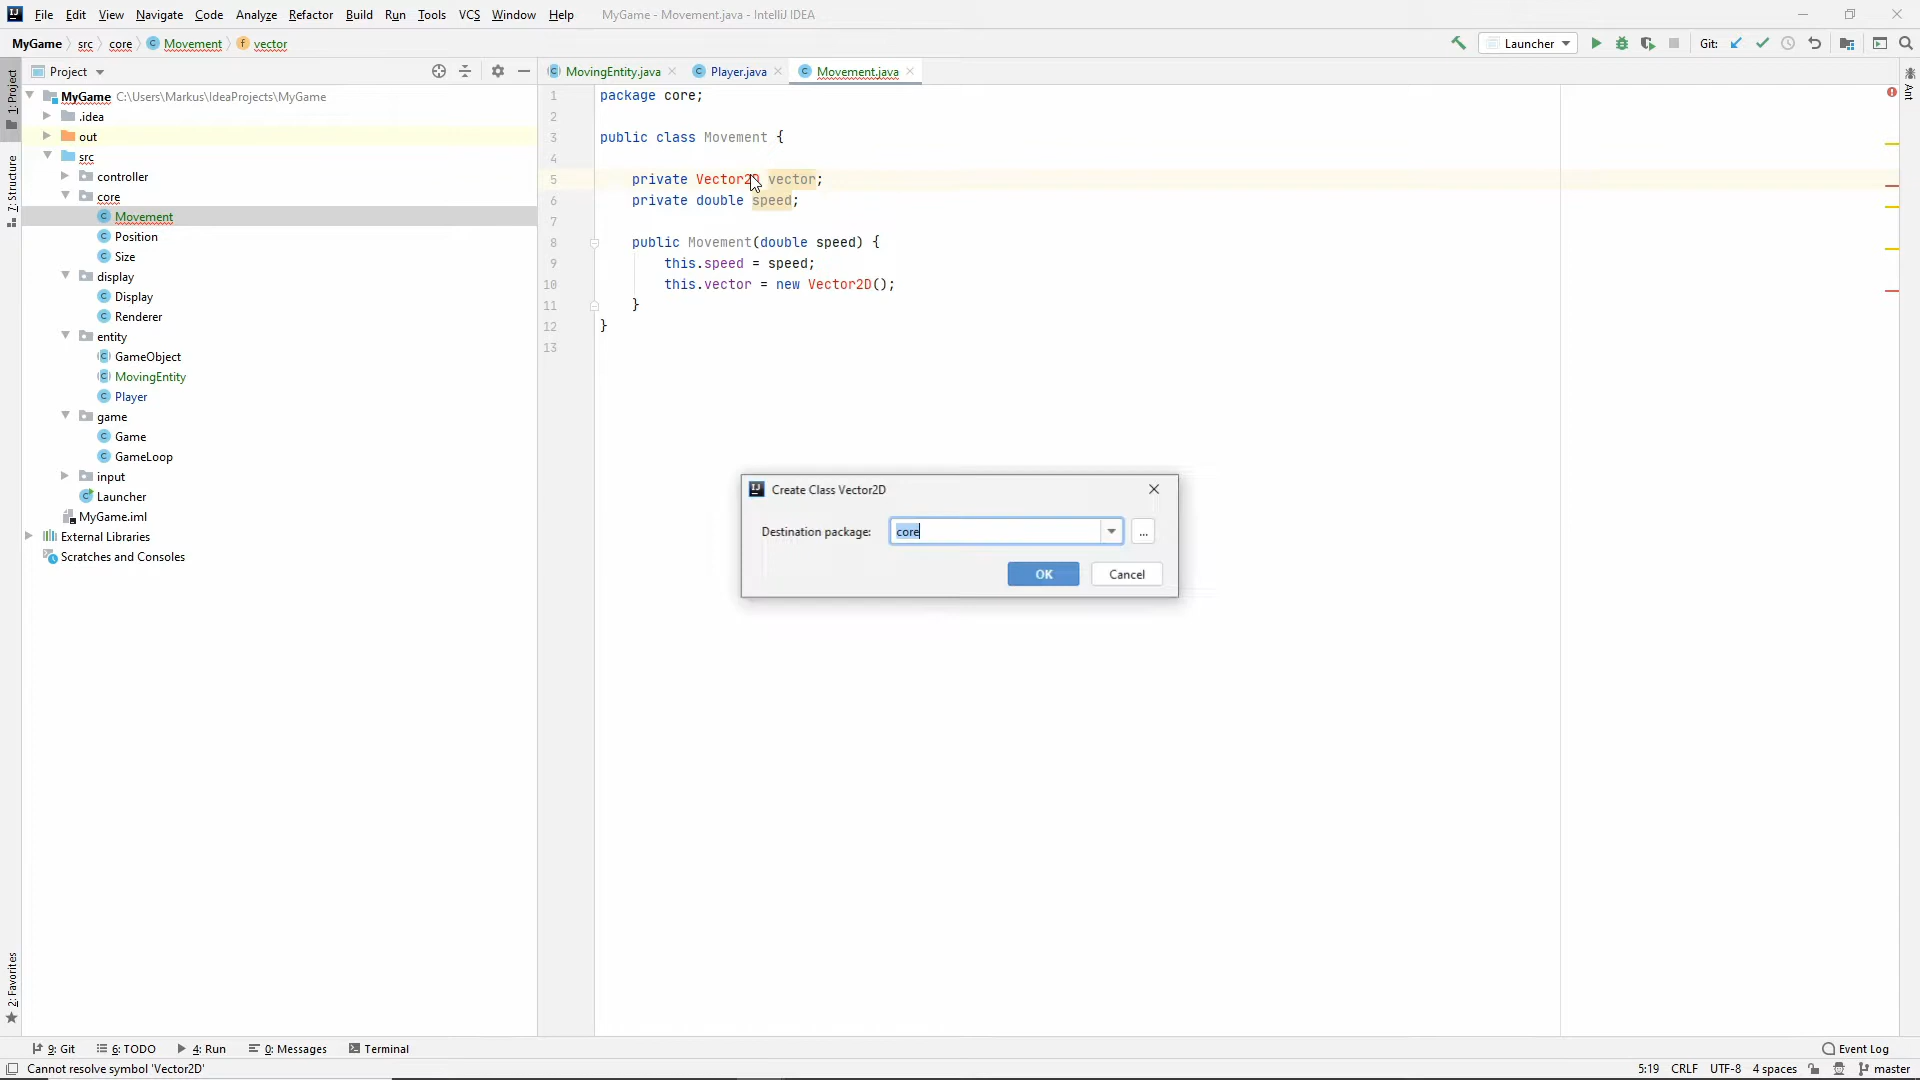 File Edit View Navigate Code Analyze Refactor Build Run Tools VCS Window Help MyGame - Movement.java - IntelliJ IDEA
MyGame src core Movement vector Launcher Git:
Project MovingEntity.java Player.java Movement.java
1: Project
7: Structure
2: Favorites
Ant
MyGame C:\Users\Markus\IdeaProjects\MyGame
.idea
out
src
controller
core
Movement
Position
Size
display
Display
Renderer
entity
GameObject
MovingEntity
Player
game
Game
GameLoop
input
Launcher
MyGame.iml
External Libraries
Scratches and Consoles
1 package core;
2
3 public class Movement {
4
5 private Vector2D vector;
6 private double speed;
7
8 public Movement(double speed) {
9 this.speed = speed;
10 this.vector = new Vector2D();
11 }
12 }
13
Create Class Vector2D
Destination package: core ...
OK Cancel
9: Git 6: TODO 4: Run 0: Messages Terminal Event Log
Cannot resolve symbol 'Vector2D' 5:19 CRLF UTF-8 4 spaces master